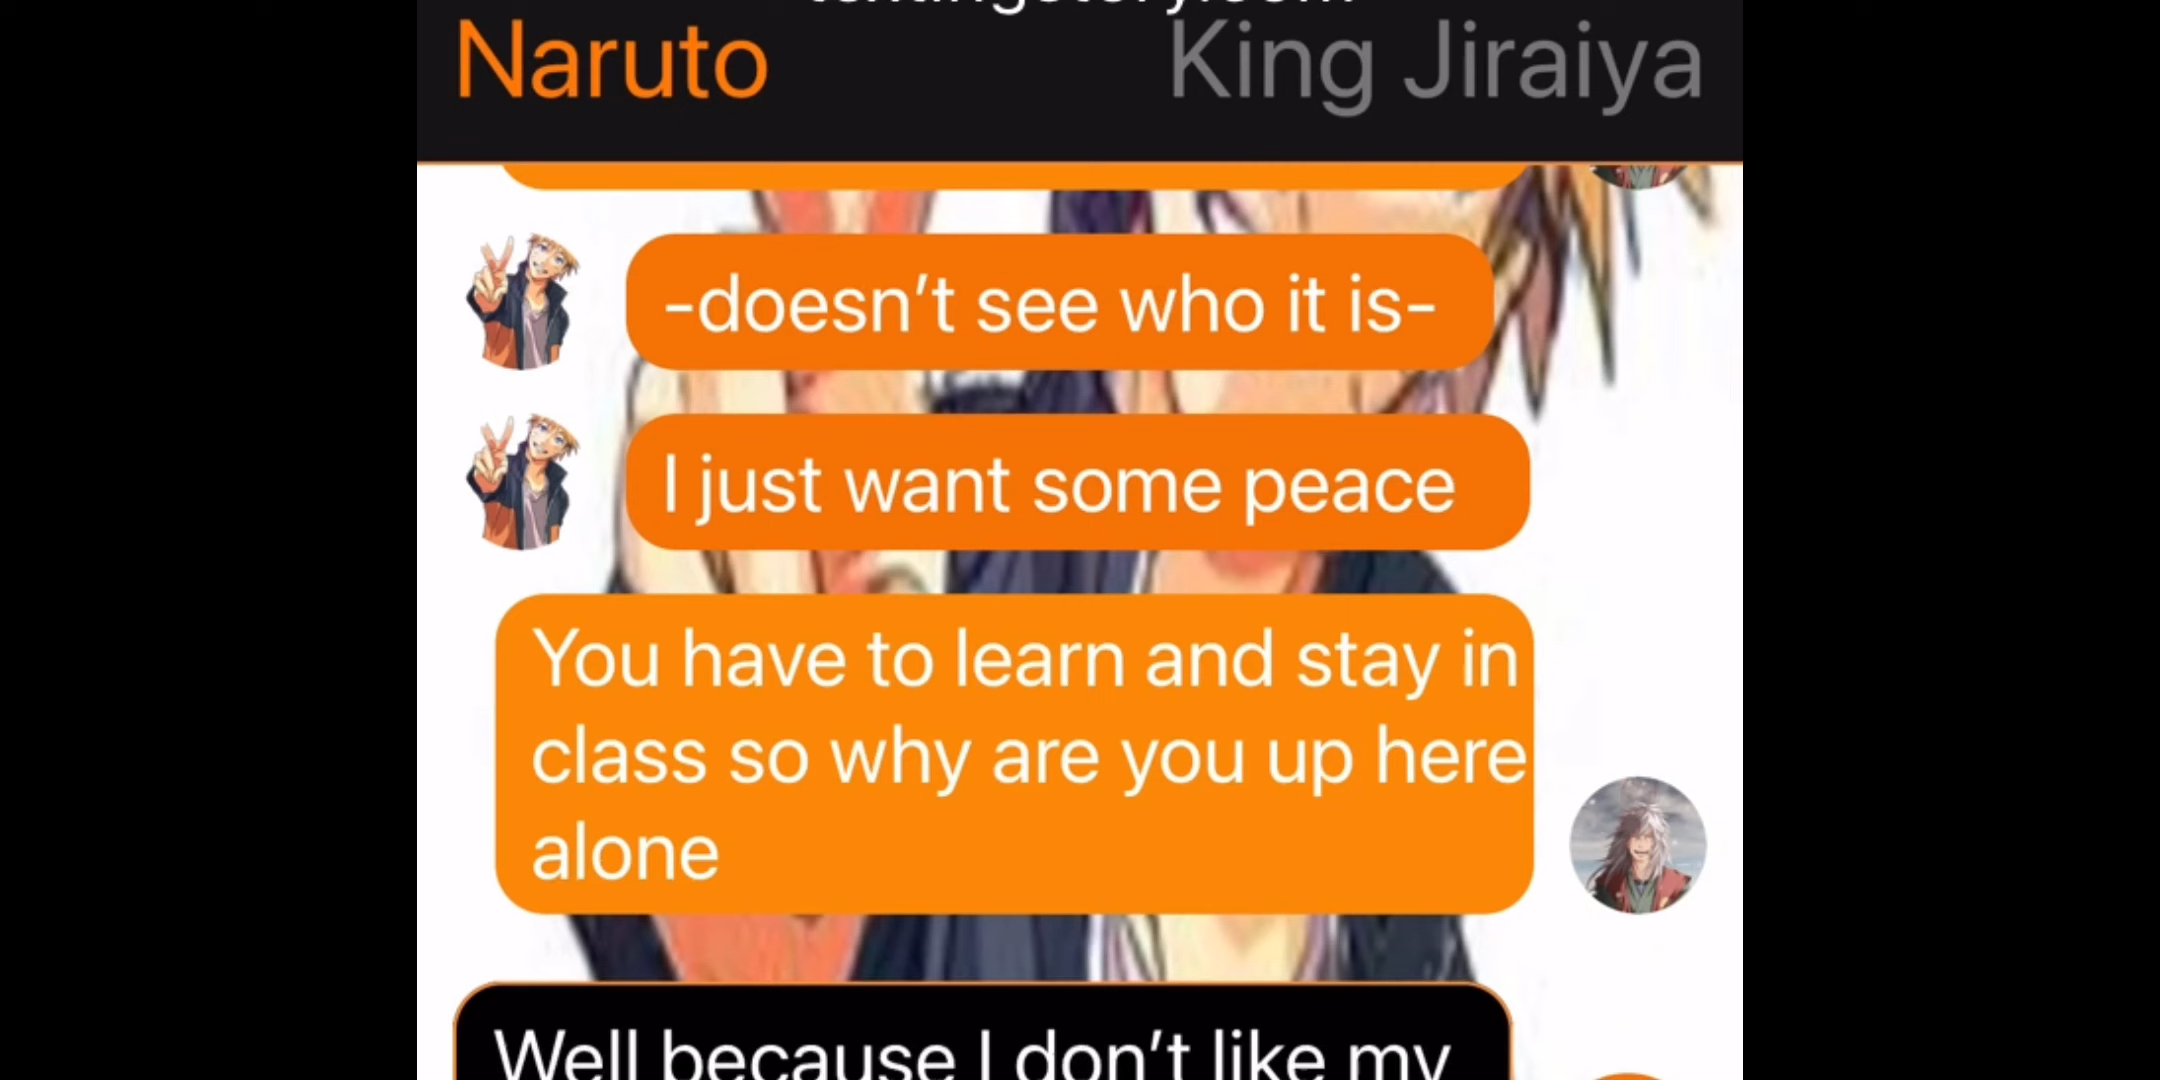 Naruto
King Jiraiya
-doesn’t see who it is-
I just want some peace
You have to learn and stay in
class so why are you up here
alone
Well because I don’t like my